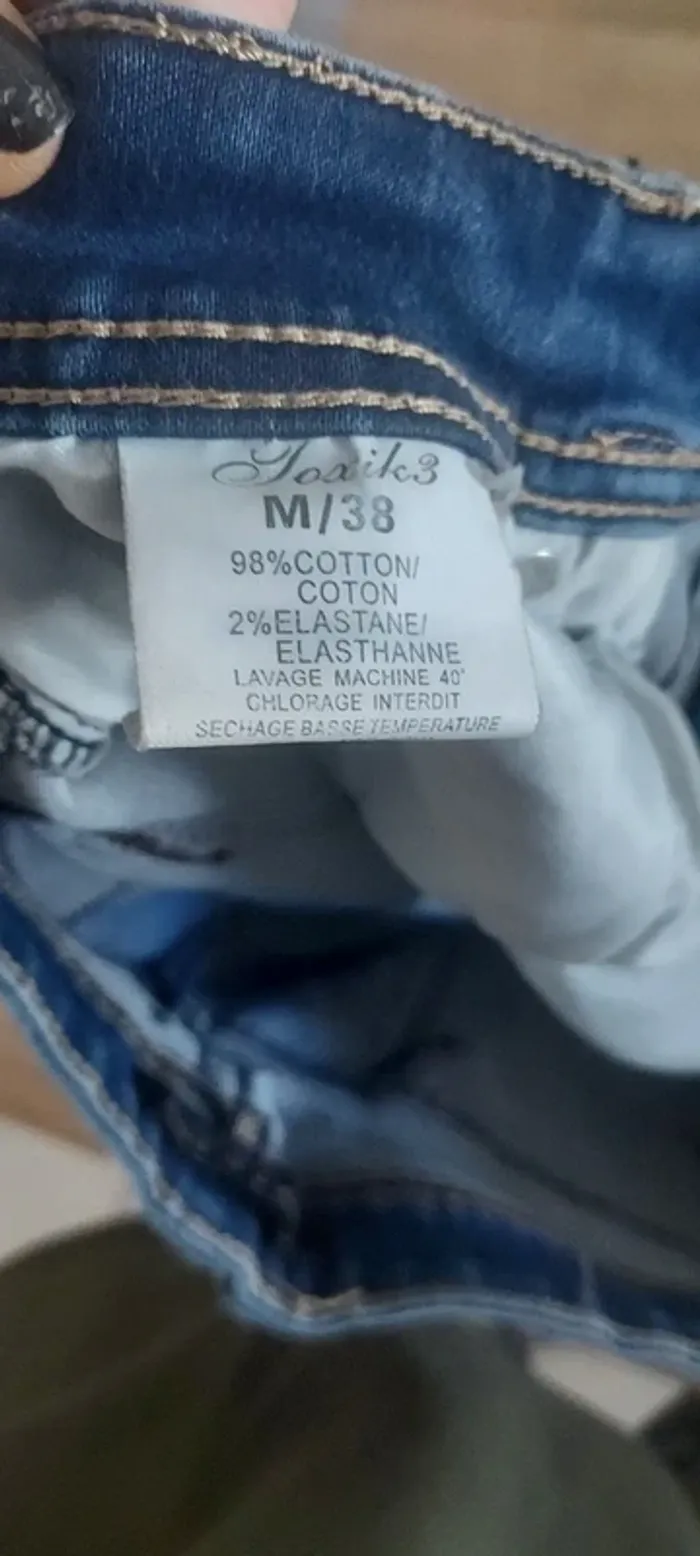 Toxik3
M/38
98%COTTON/
COTON
2%ELASTANE/
ELASTHANNE
LAVAGE MACHINE 40°
CHLORAGE INTERDIT
SECHAGE BASSE TEMPERATURE